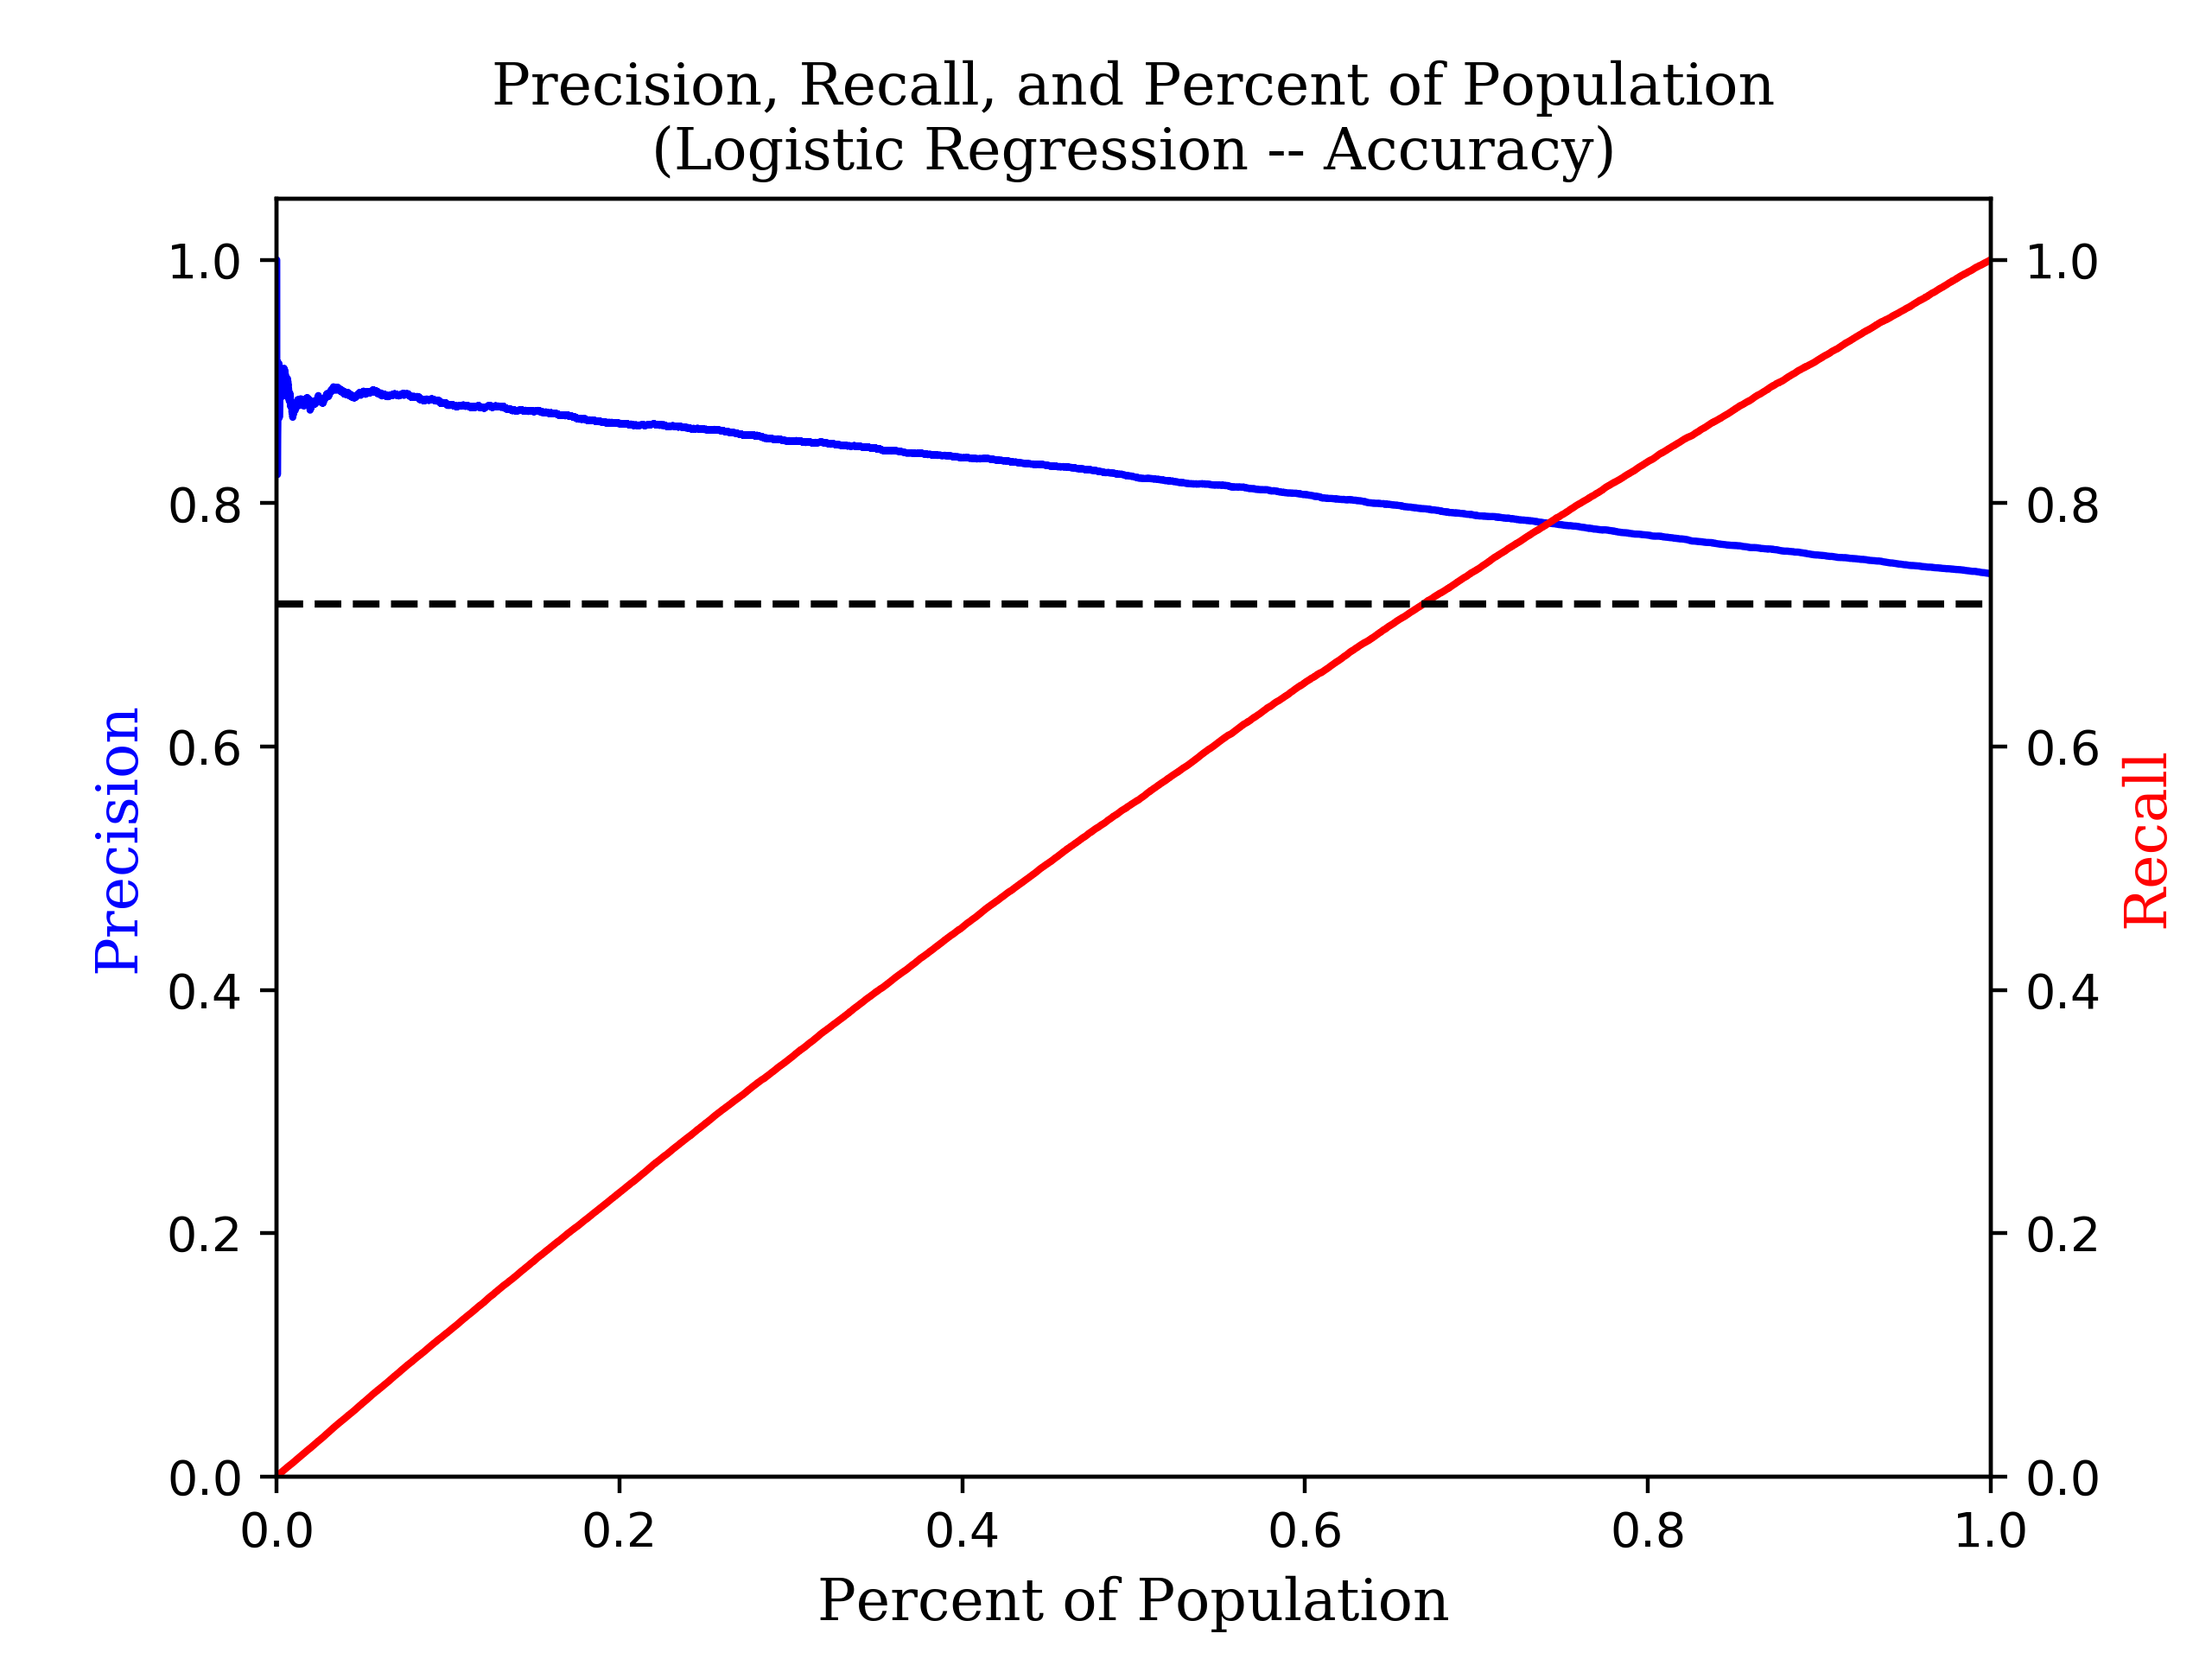 Precision, Recall, and Percent of Population
(Logistic Regression -- Accuracy)
1.0
0.8
0.6
0.4
0.2
0.0
Precision
1.0
0.8
0.6
0.4
0.2
0.0
Recall
0.0 0.2 0.4 0.6 0.8 1.0
Percent of Population